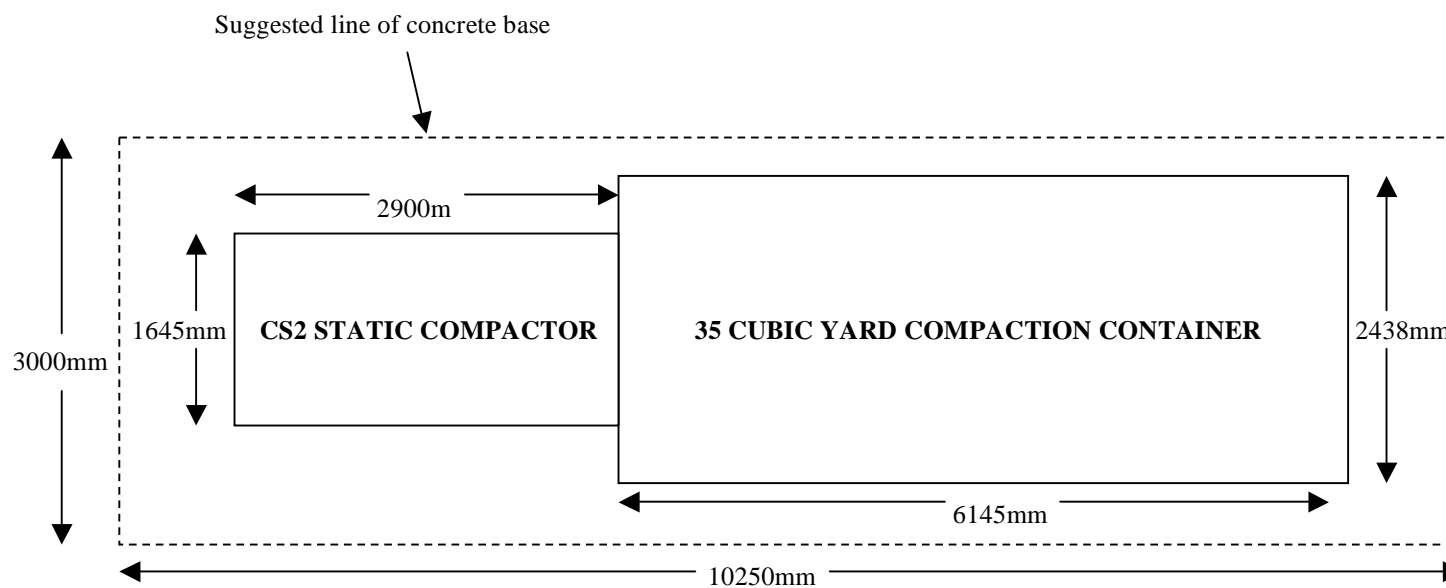 Suggested line of concrete base
2900m
1645mm
CS2 STATIC COMPACTOR
35 CUBIC YARD COMPACTION CONTAINER
2438mm
3000mm
6145mm
10250mm